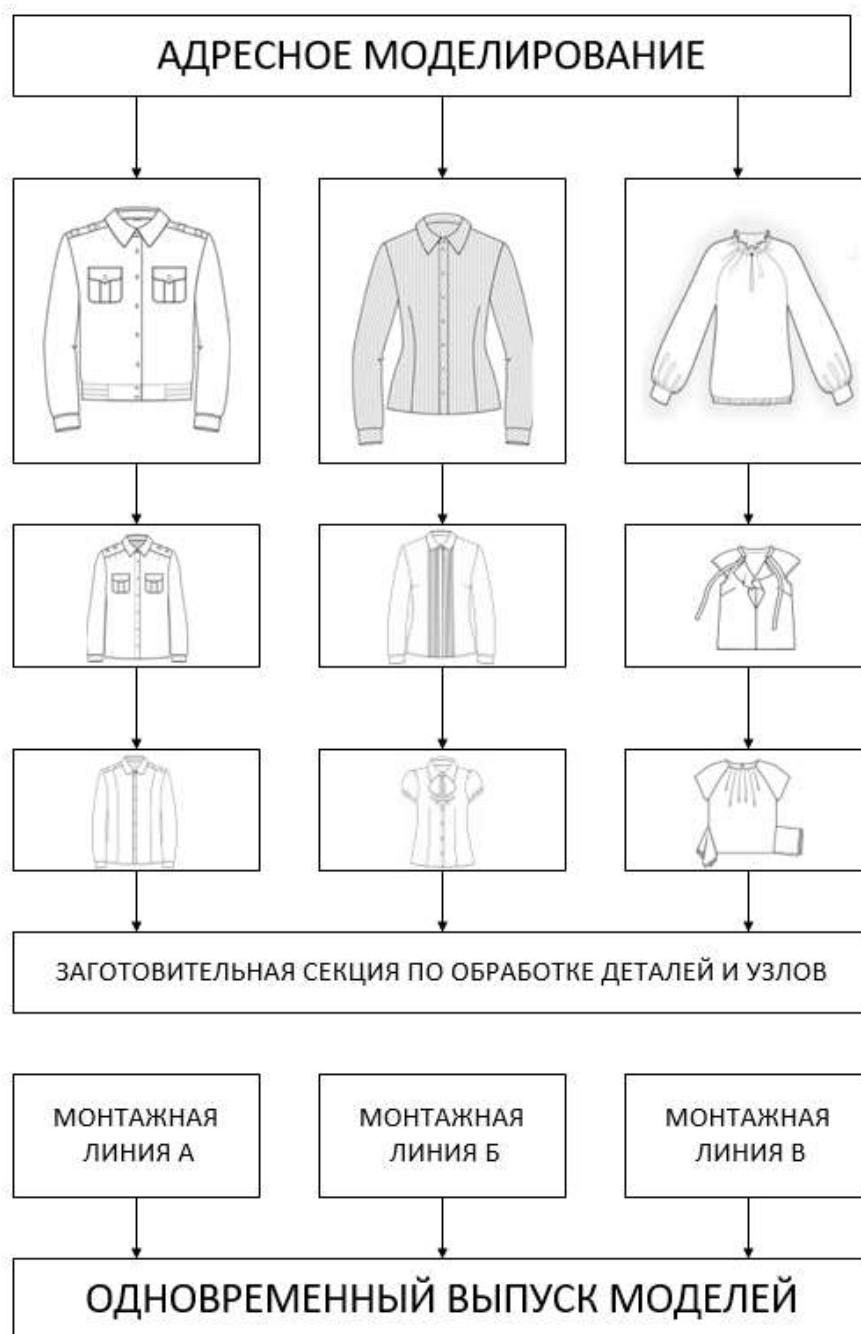 АДРЕСНОЕ МОДЕЛИРОВАНИЕ
ЗАГОТОВИТЕЛЬНАЯ СЕКЦИЯ ПО ОБРАБОТКЕ ДЕТАЛЕЙ И УЗЛОВ
МОНТАЖНАЯ
ЛИНИЯ А
МОНТАЖНАЯ
ЛИНИЯ Б
МОНТАЖНАЯ
ЛИНИЯ В
ОДНОВРЕМЕННЫЙ ВЫПУСК МОДЕЛЕЙ